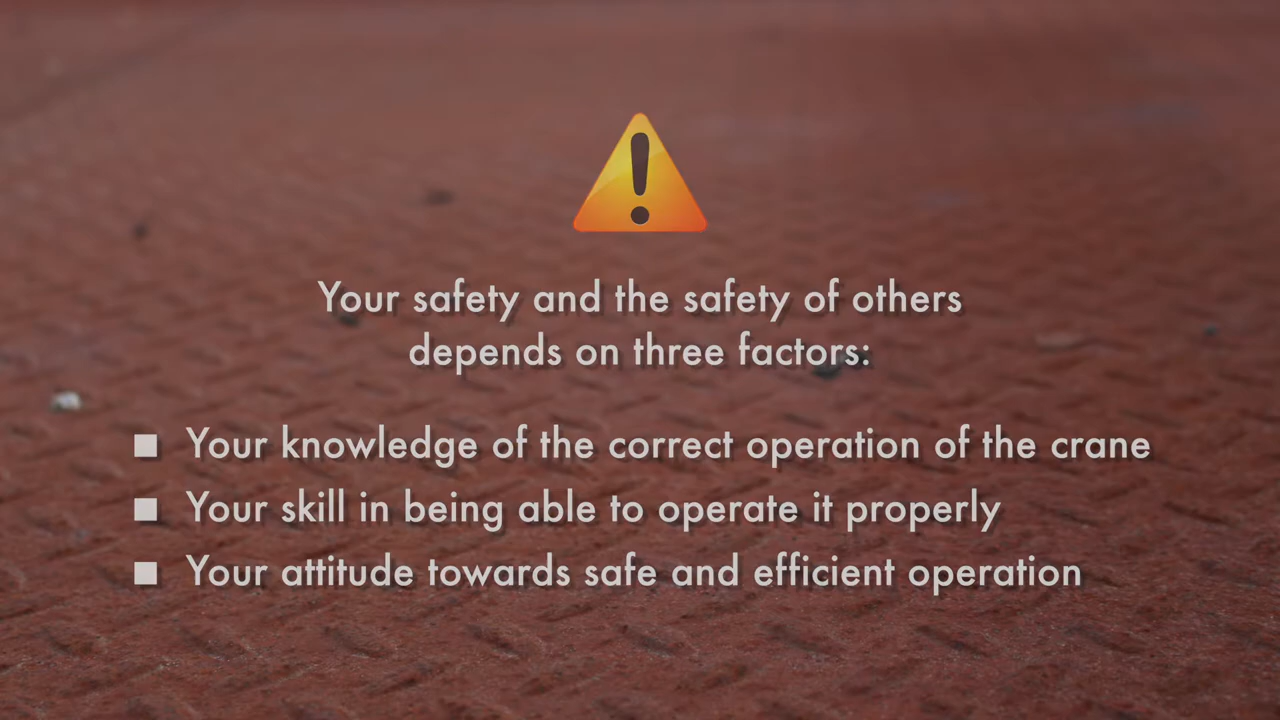 Your safety and the safety of others
depends on three factors:
Your knowledge of the correct operation of the crane
Your skill in being able to operate it properly
Your attitude towards safe and efficient operation